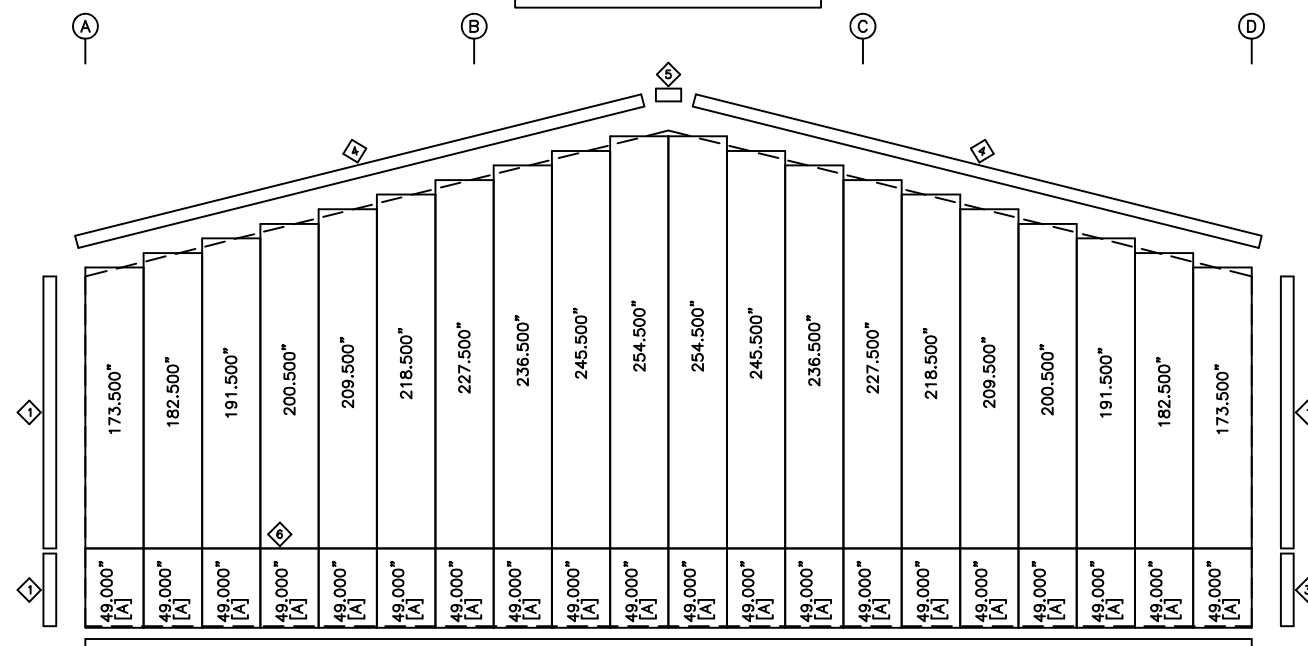 A
B
C
D
5
4
4
173.500"
182.500"
191.500"
200.500"
209.500"
218.500"
227.500"
236.500"
245.500"
254.500"
254.500"
245.500"
236.500"
227.500"
218.500"
209.500"
200.500"
191.500"
182.500"
173.500"
1
6
1
49.000"
[A]
49.000"
[A]
49.000"
[A]
49.000"
[A]
49.000"
[A]
49.000"
[A]
49.000"
[A]
49.000"
[A]
49.000"
[A]
49.000"
[A]
49.000"
[A]
49.000"
[A]
49.000"
[A]
49.000"
[A]
49.000"
[A]
49.000"
[A]
49.000"
[A]
49.000"
[A]
49.000"
[A]
49.000"
[A]